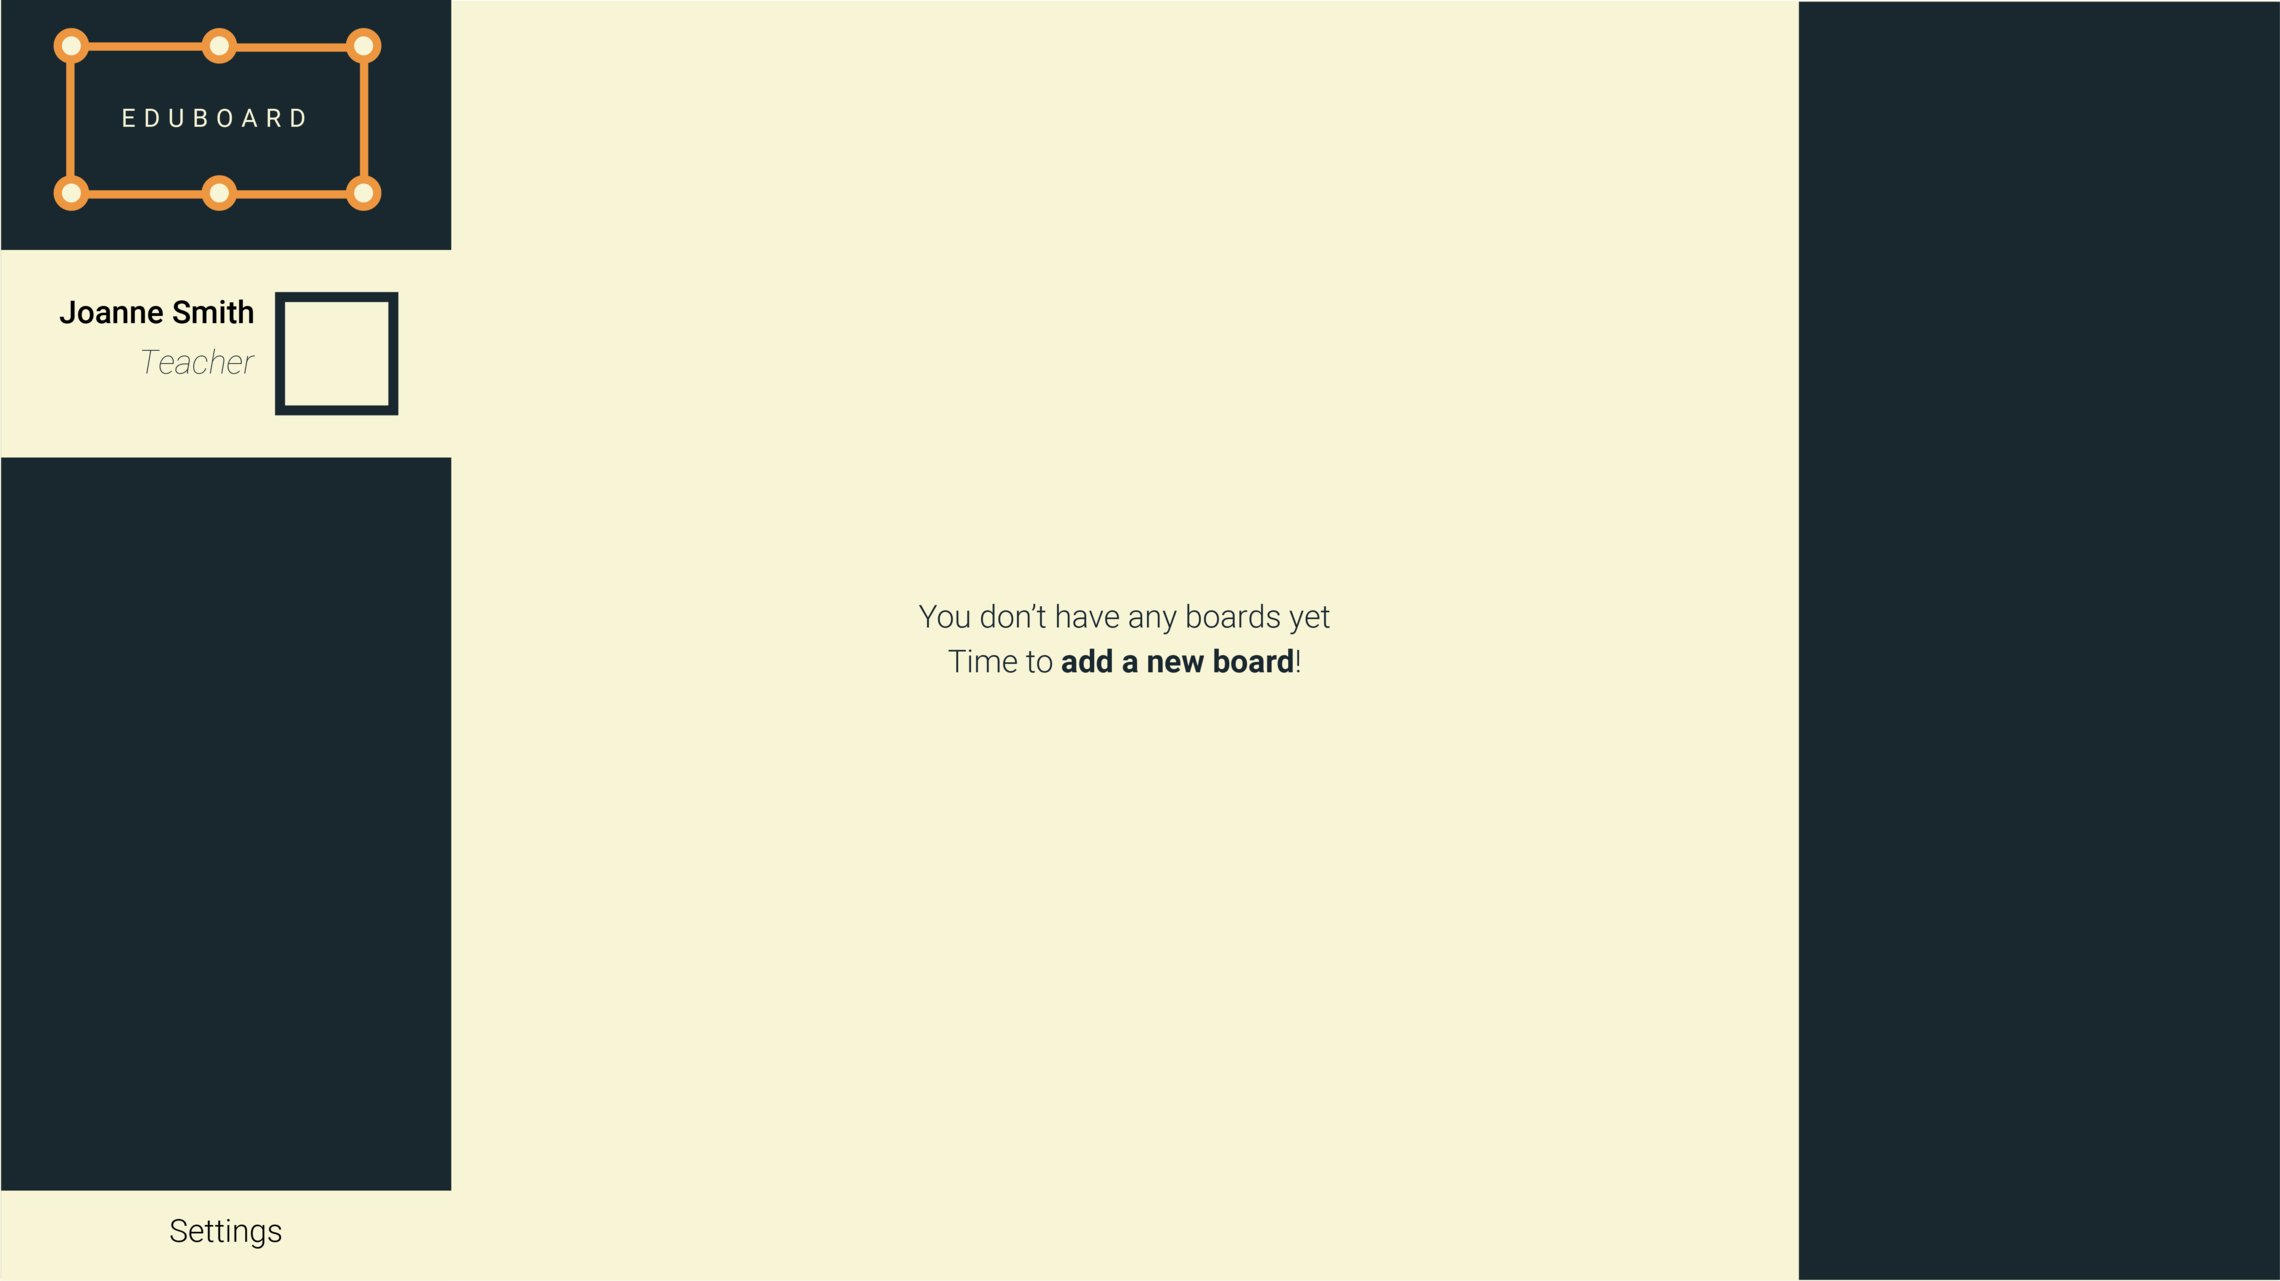 EDUBOARD
Joanne Smith
Teacher
You don’t have any boards yet
Time to add a new board!
Settings